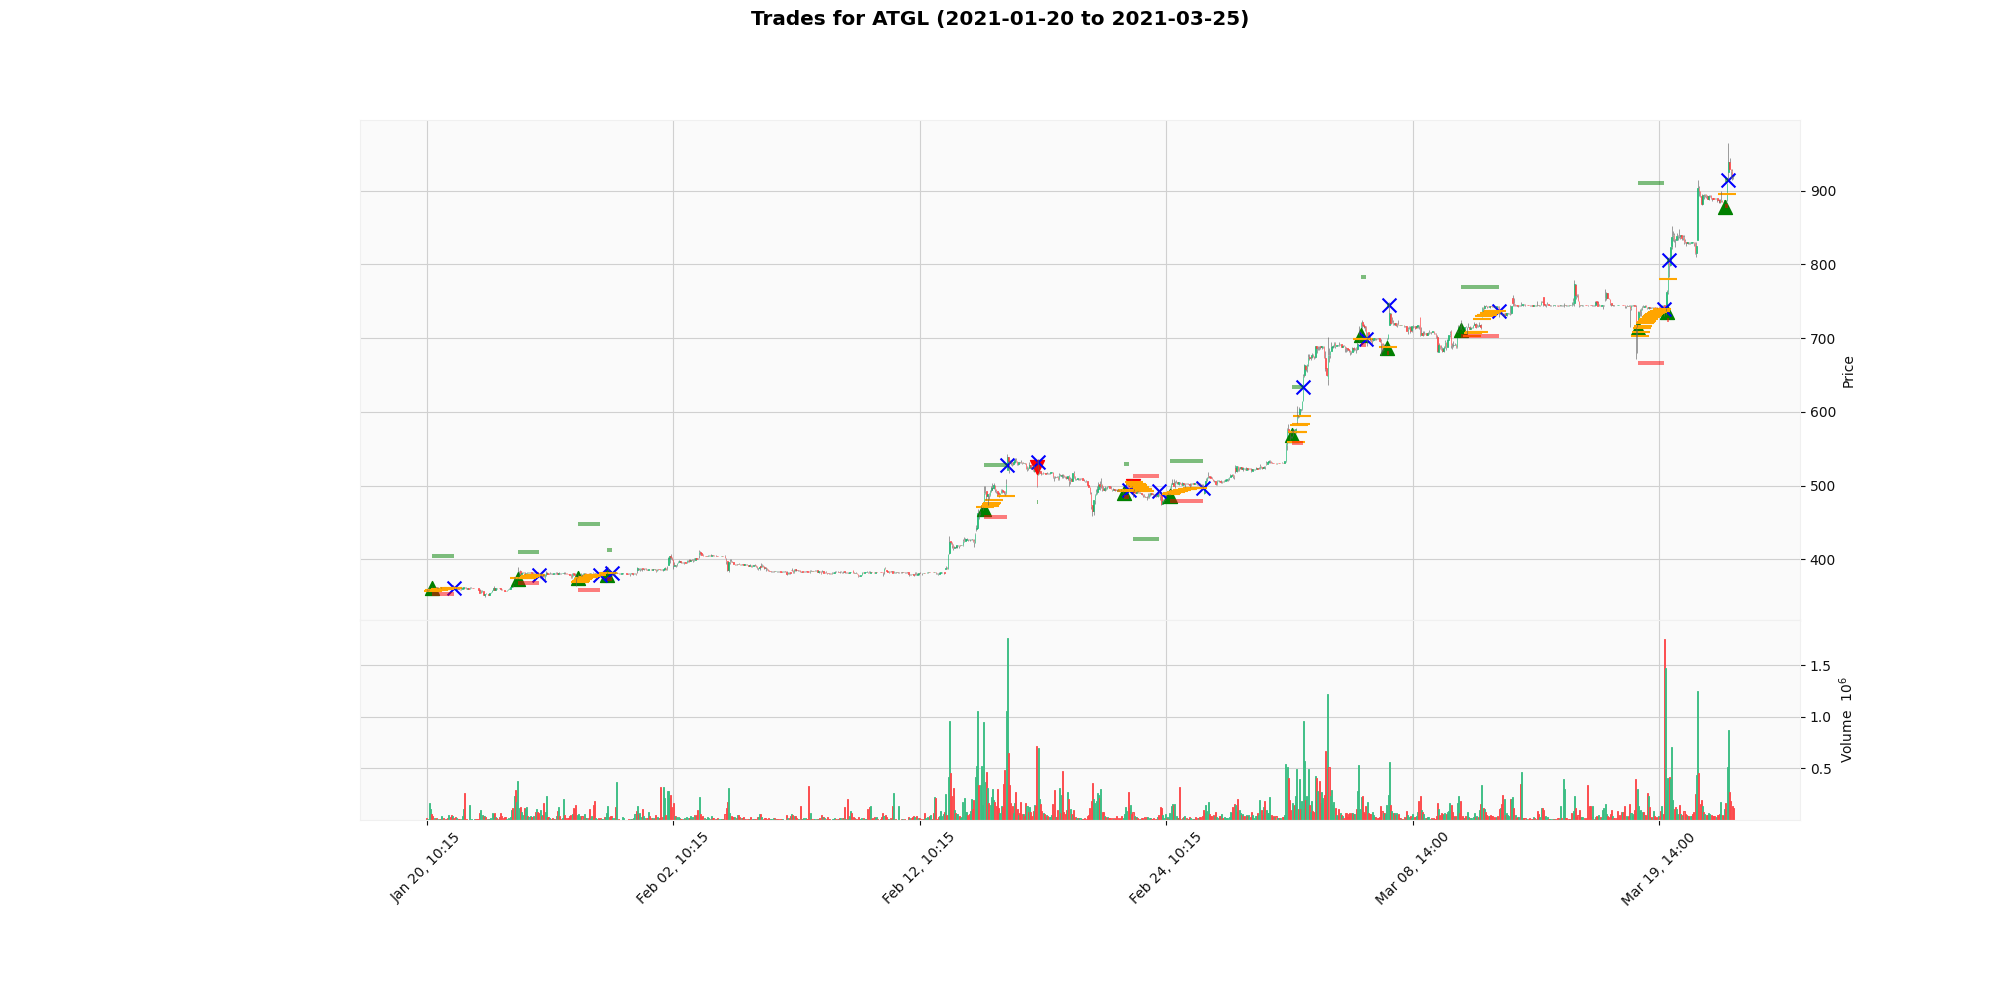 Trades for ATGL (2021-01-20 to 2021-03-25)
900
800
700
600
500
400
Price
1.5
1.0
0.5
Volume 10⁶
Jan 20, 10:15
Feb 02, 10:15
Feb 12, 10:15
Feb 24, 10:15
Mar 08, 14:00
Mar 19, 14:00